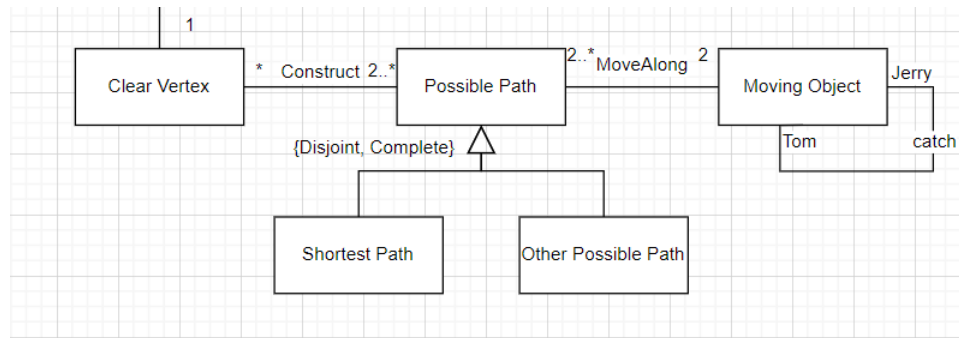 1
Clear Vertex
* Construct 2..*
Possible Path
2..* MoveAlong 2
Moving Object
Jerry
Tom
catch
{Disjoint, Complete}
Shortest Path
Other Possible Path